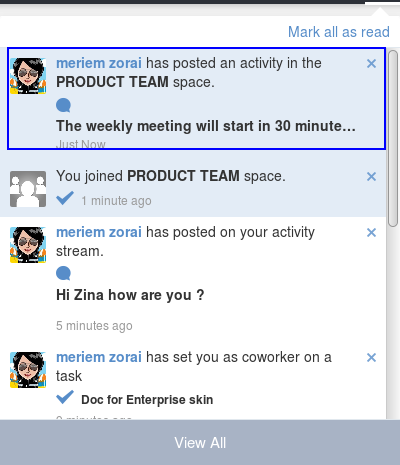 Mark all as read
meriem zorai has posted an activity in the
PRODUCT TEAM space.
The weekly meeting will start in 30 minute...
Just Now
You joined PRODUCT TEAM space.
1 minute ago
meriem zorai has posted on your activity
stream.
Hi Zina how are you ?
5 minutes ago
meriem zorai has set you as coworker on a
task
Doc for Enterprise skin
minutes ago
View All